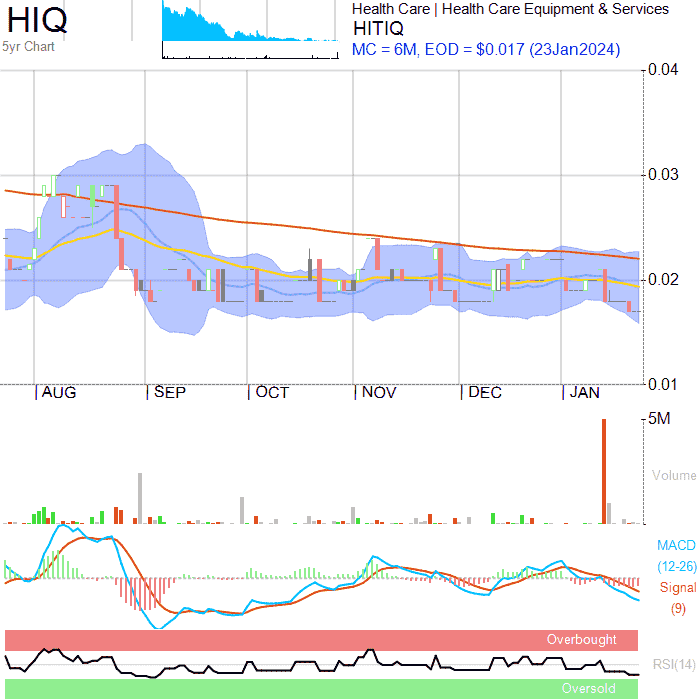 HIQ
5yr Chart
Health Care | Health Care Equipment & Services
HITIQ
MC = 6M, EOD = $0.017 (23Jan2024)
0.04
0.03
0.02
0.01
| AUG | SEP | OCT | NOV | DEC | JAN
5M
Volume
MACD
(12-26)
Signal
(9)
Overbought
RSI(14)
Oversold